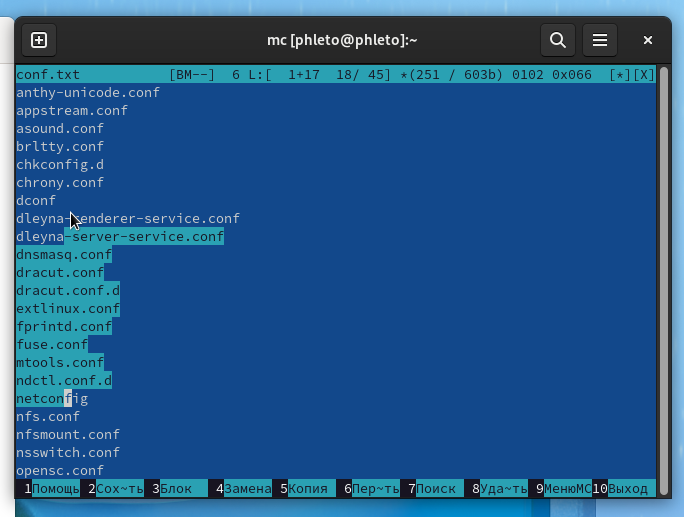 mc [phleto@phleto]:~
conf.txt [BM--] 6 L:[ 1+17 18/ 45] *(251 / 603b) 0102 0x066 [*][X]
anthy-unicode.conf
appstream.conf
asound.conf
brltty.conf
chkconfig.d
chrony.conf
dconf
dleyna-renderer-service.conf
dleyna-server-service.conf
dnsmasq.conf
dracut.conf
dracut.conf.d
extlinux.conf
fprintd.conf
fuse.conf
mtools.conf
ndctl.conf.d
netconfig
nfs.conf
nfsmount.conf
nsswitch.conf
opensc.conf
1Помощь 2Сох~ть 3Блок 4Замена 5Копия 6Пер~ть 7Поиск 8Уда~ть 9МенюMC 10Выход